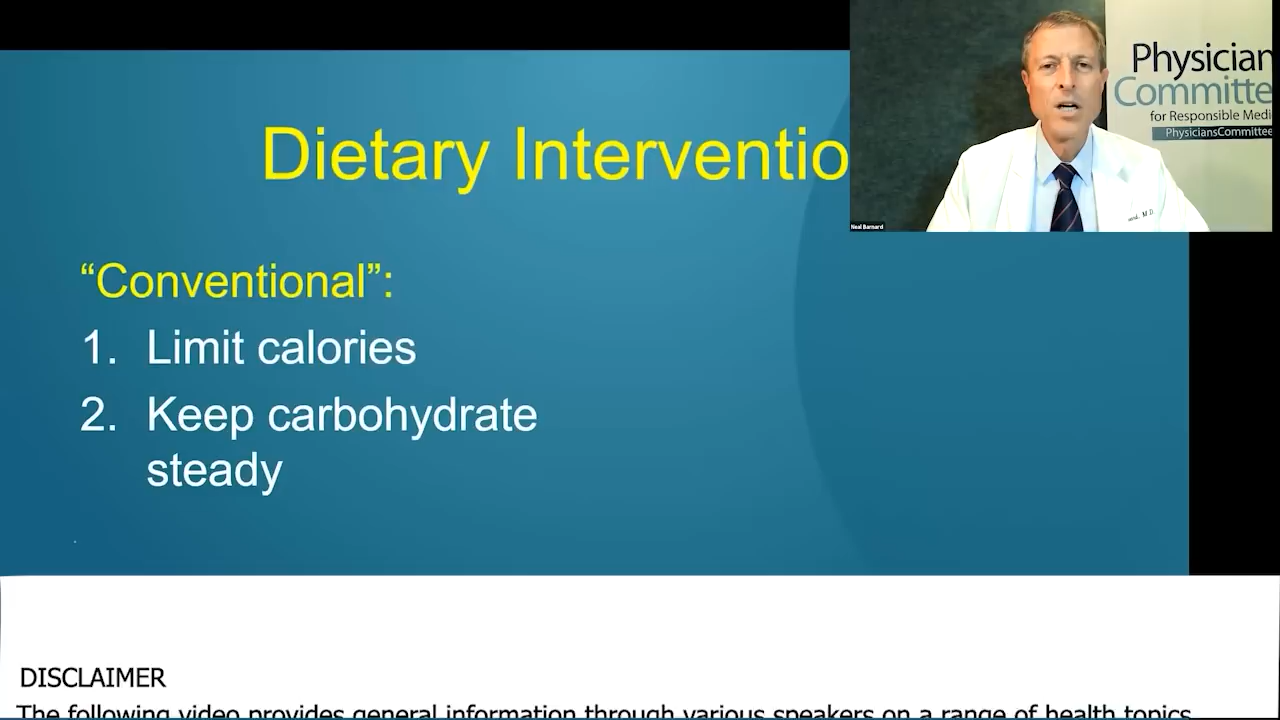 Dietary Interventio
“Conventional”:
1. Limit calories
2. Keep carbohydrate
steady
Physician
Committe
for Responsible Medi
PhysiciansCommittee
M D
Neal Barnard
DISCLAIMER
The following video provides general information through various speakers on a range of health topics